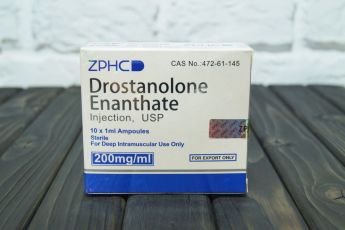 ZPHC
CAS No.:472-61-145
Drostanolone
Enanthate
Injection, USP
10 x 1ml Ampoules
Sterile
For Deep Intramuscular Use Only
200mg/ml
FOR EXPORT ONLY